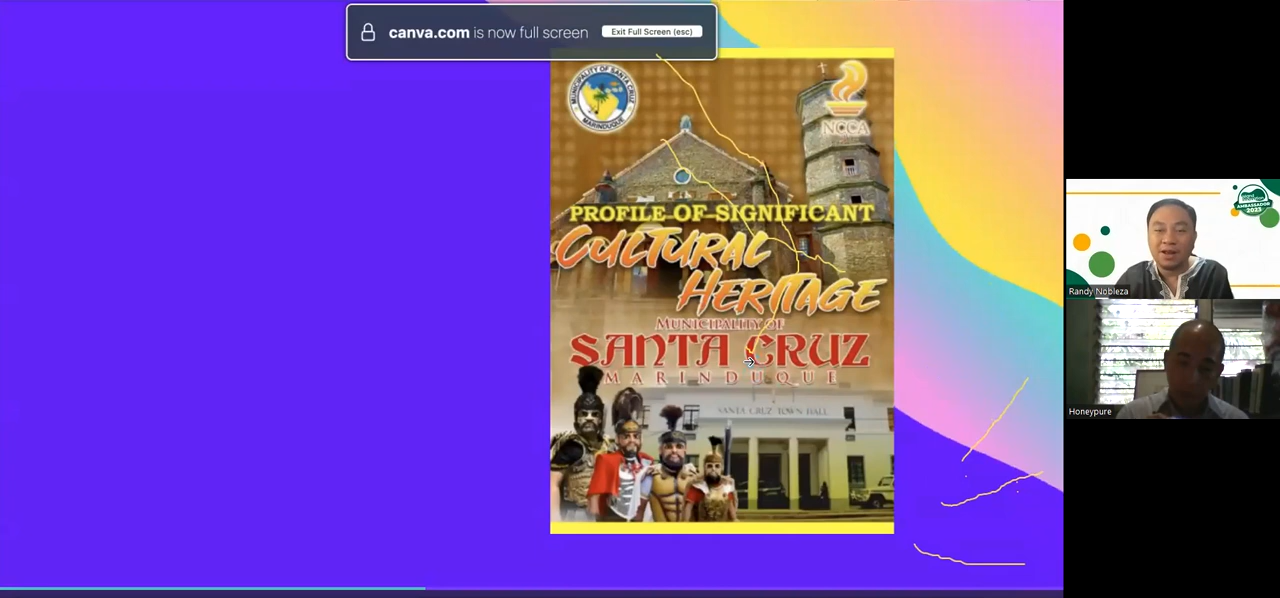 canva.com is now full screen
Exit Full Screen (esc)
MUNICIPALITY OF SANTA CRUZ
MARINDUQUE
NCCA
PROFILE OF SIGNIFICANT
CULTURAL
HERITAGE
MUNICIPALITY OF
SANTA CRUZ
MARINDUQUE
SANTA CRUZ TOWN HALL
AMBASSADOR
2023
Randy Nobleza
Honeypure